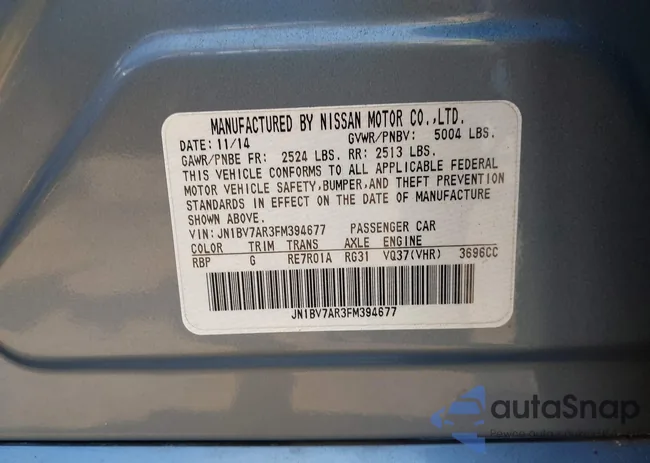 MANUFACTURED BY NISSAN MOTOR CO.,LTD.
DATE: 11/14 GVWR/PNBV: 5004 LBS.
GAWR/PNBE FR: 2524 LBS. RR: 2513 LBS.
THIS VEHICLE CONFORMS TO ALL APPLICABLE FEDERAL
MOTOR VEHICLE SAFETY,BUMPER,AND THEFT PREVENTION
STANDARDS IN EFFECT ON THE DATE OF MANUFACTURE
SHOWN ABOVE.
VIN: JN1BV7AR3FM394677 PASSENGER CAR
COLOR TRIM TRANS AXLE ENGINE
RBP G RE7R01A RG31 VQ37(VHR) 3696CC
JN1BV7AR3FM394677
autaSnap